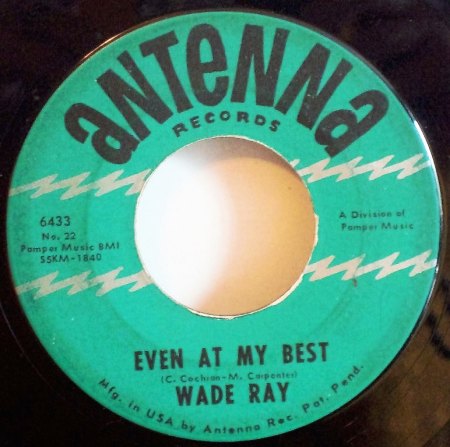 ANTeNNA
RECORDS
6433
No. 22
Pamper Music BMI
S5KM-1840
A Division of
Pamper Music
EVEN AT MY BEST
(C. Cochran-M. Carpenter)
WADE RAY
Mfg. in USA by Antenna Rec. Pat. Pend.